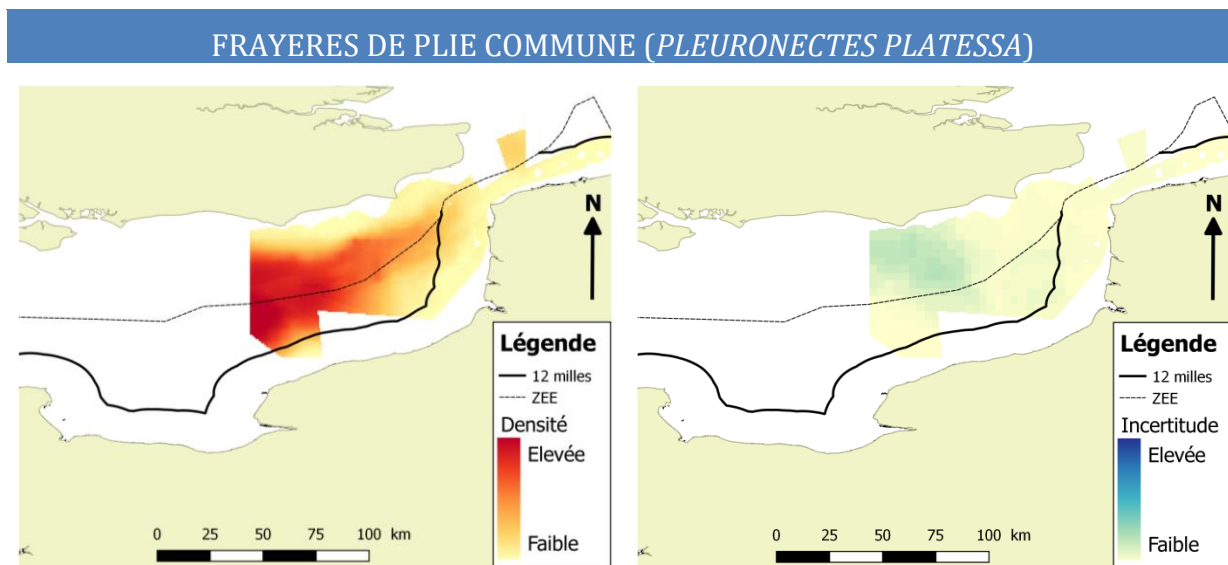 FRAYERES DE PLIE COMMUNE (PLEURONECTES PLATESSA)
N
Légende
12 milles
ZEE
Densité
Elevée
Faible
0 25 50 75 100 km
N
Légende
12 milles
ZEE
Incertitude
Elevée
Faible
0 25 50 75 100 km